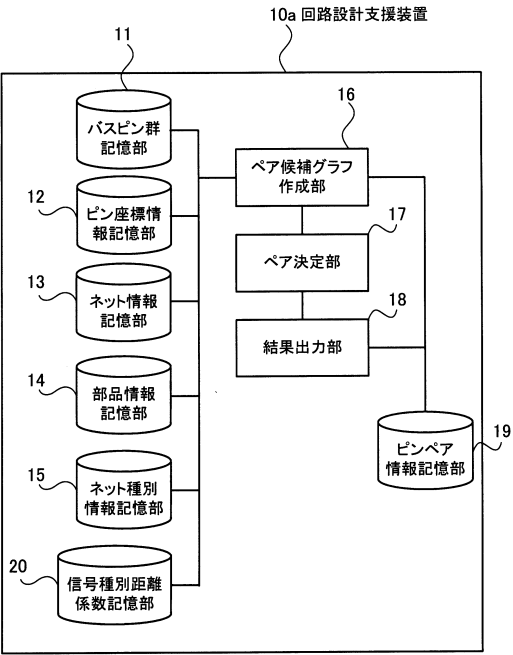 10a 回路設計支援装置
11
バスピン群
記憶部
12
ピン座標情
報記憶部
13
ネット情報
記憶部
14
部品情報
記憶部
15
ネット種別
情報記憶部
20
信号種別距離
係数記憶部
16
ペア候補グラフ
作成部
17
ペア決定部
18
結果出力部
19
ピンペア
情報記憶部